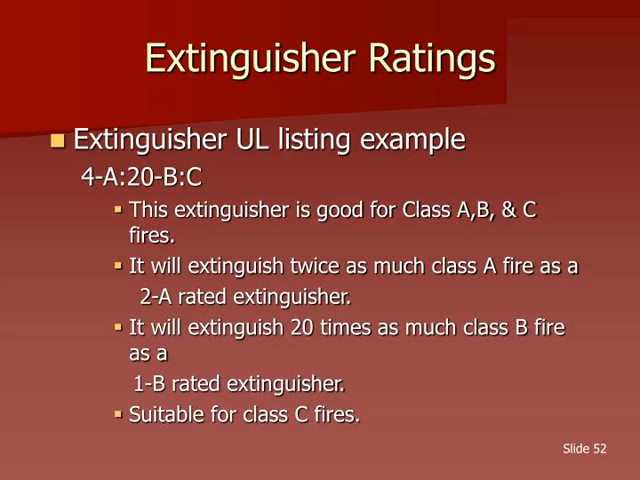 Extinguisher Ratings
Extinguisher UL listing example
4-A:20-B:C
This extinguisher is good for Class A,B, & C
fires.
It will extinguish twice as much class A fire as a
2-A rated extinguisher.
It will extinguish 20 times as much class B fire
as a
1-B rated extinguisher.
Suitable for class C fires.
Slide 52